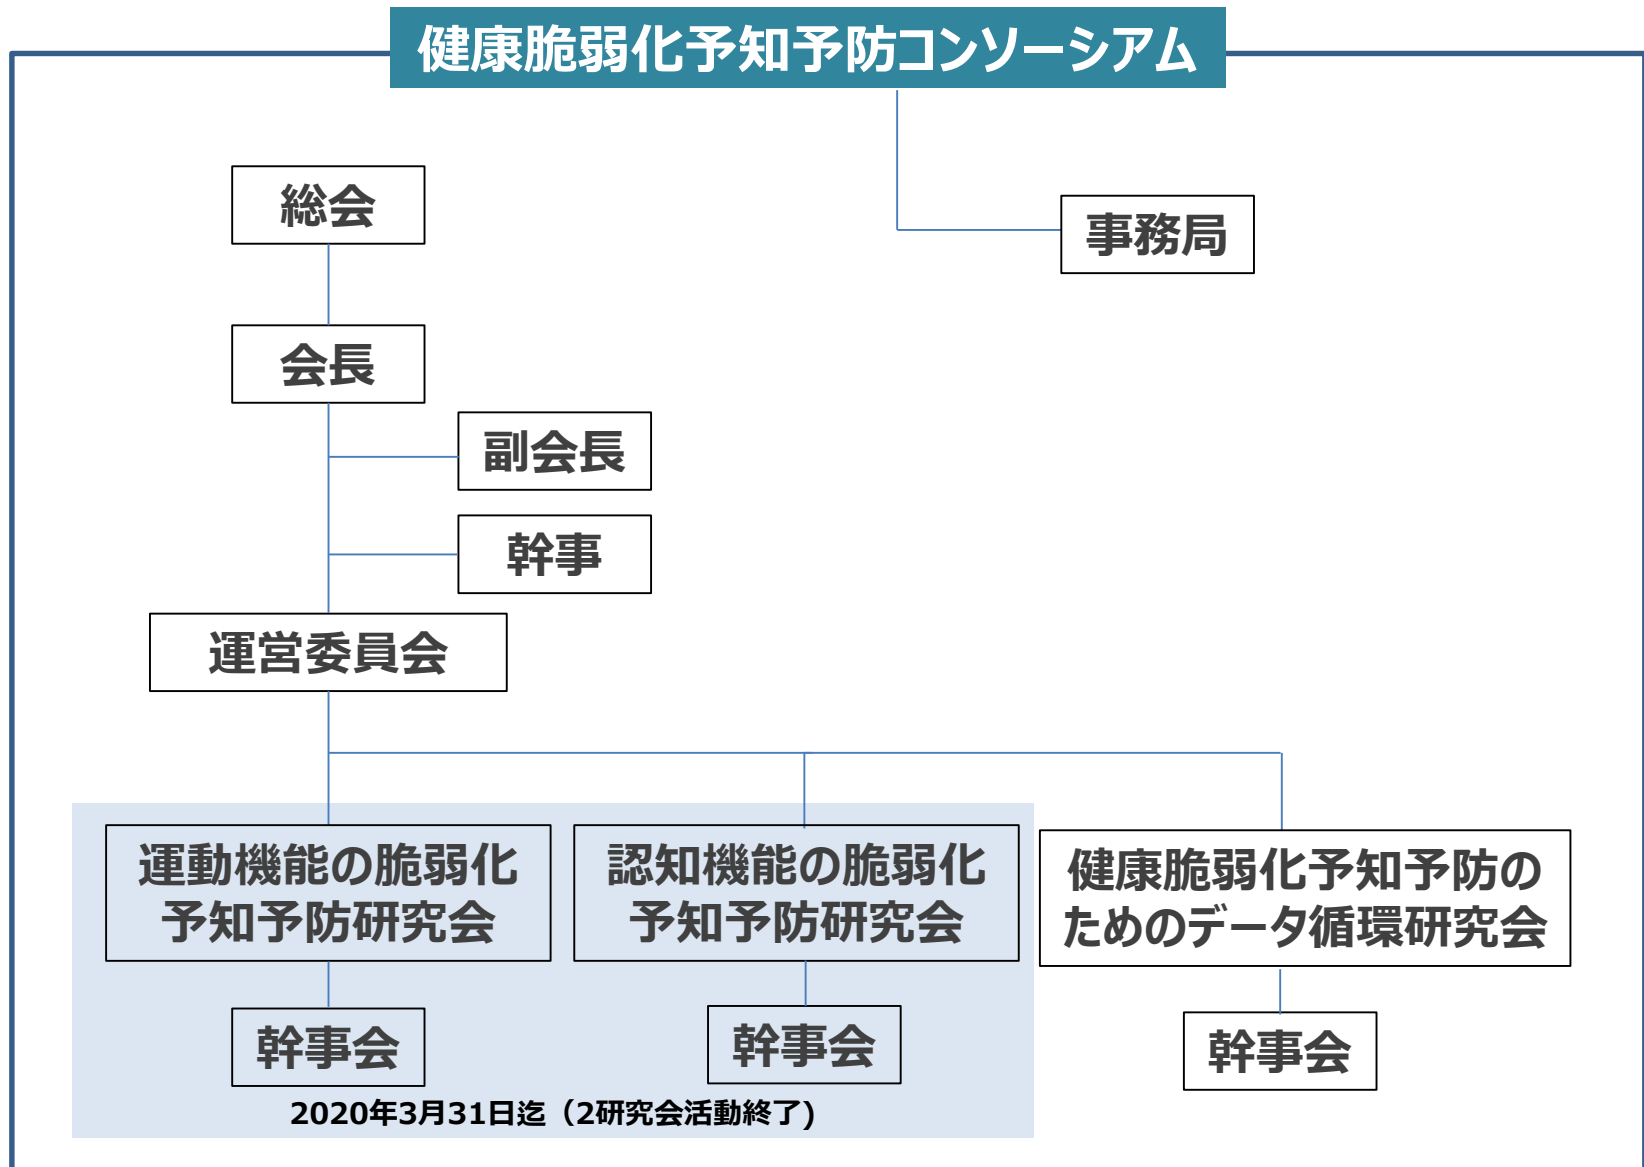 健康脆弱化予知予防コンソーシアム
総会
事務局
会長
副会長
幹事
運営委員会
運動機能の脆弱化
予知予防研究会
認知機能の脆弱化
予知予防研究会
健康脆弱化予知予防の
ためのデータ循環研究会
幹事会
幹事会
幹事会
2020年3月31日迄（2研究会活動終了)